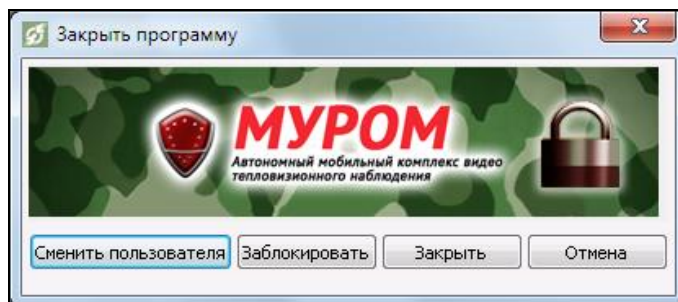 Закрыть программу
МУРОМ
Автономный мобильный комплекс видео
тепловизионного наблюдения
Сменить пользователя Заблокировать Закрыть Отмена